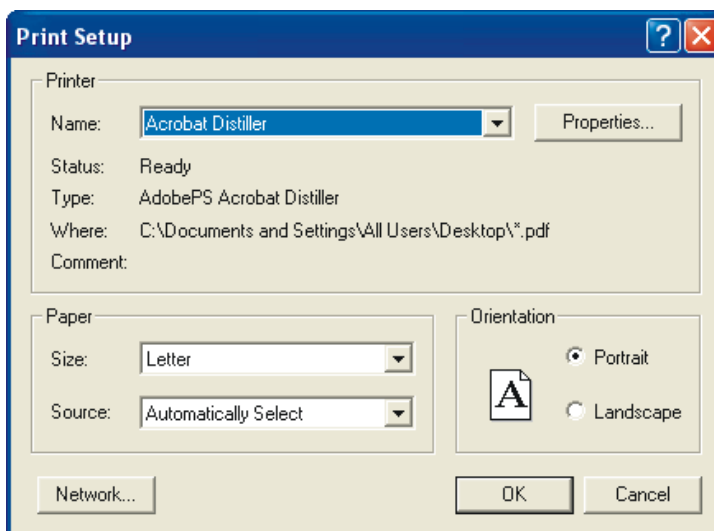 Print Setup
Printer
Name: Acrobat Distiller Properties...
Status: Ready
Type: AdobePS Acrobat Distiller
Where: C:\Documents and Settings\All Users\Desktop\*.pdf
Comment:
Paper
Size: Letter
Source: Automatically Select
Orientation
A
Portrait
Landscape
Network... OK Cancel